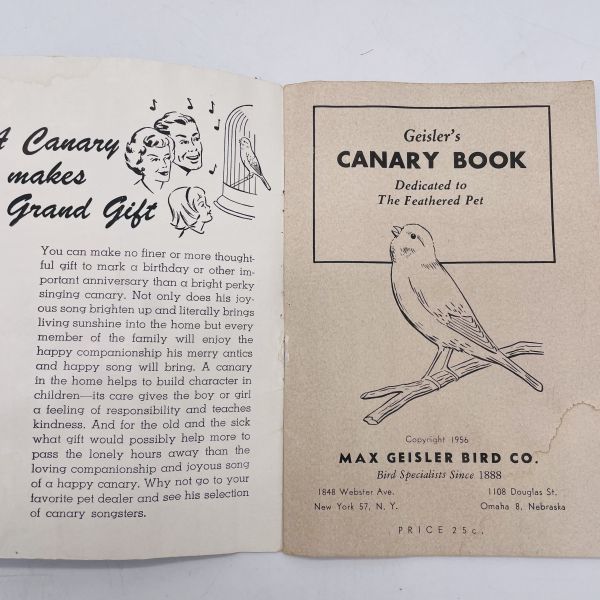 A Canary
makes
Grand Gift
You can make no finer or more thought-
ful gift to mark a birthday or other im-
portant anniversary than a bright perky
singing canary. Not only does his joy-
ous song brighten up and literally brings
living sunshine into the home but every
member of the family will enjoy the
happy companionship his merry antics
and happy song will bring. A canary
in the home helps to build character in
children—its care gives the boy or girl
a feeling of responsibility and teaches
kindness. And for the old and the sick
what gift would possibly help more to
pass the lonely hours away than the
loving companionship and joyous song
of a happy canary. Why not go to your
favorite pet dealer and see his selection
of canary songsters.
Geisler's
CANARY BOOK
Dedicated to
The Feathered Pet
Copyright 1956
MAX GEISLER BIRD CO.
Bird Specialists Since 1888
1848 Webster Ave.
New York 57, N. Y.
1108 Douglas St.
Omaha 8, Nebraska
PRICE 25c.